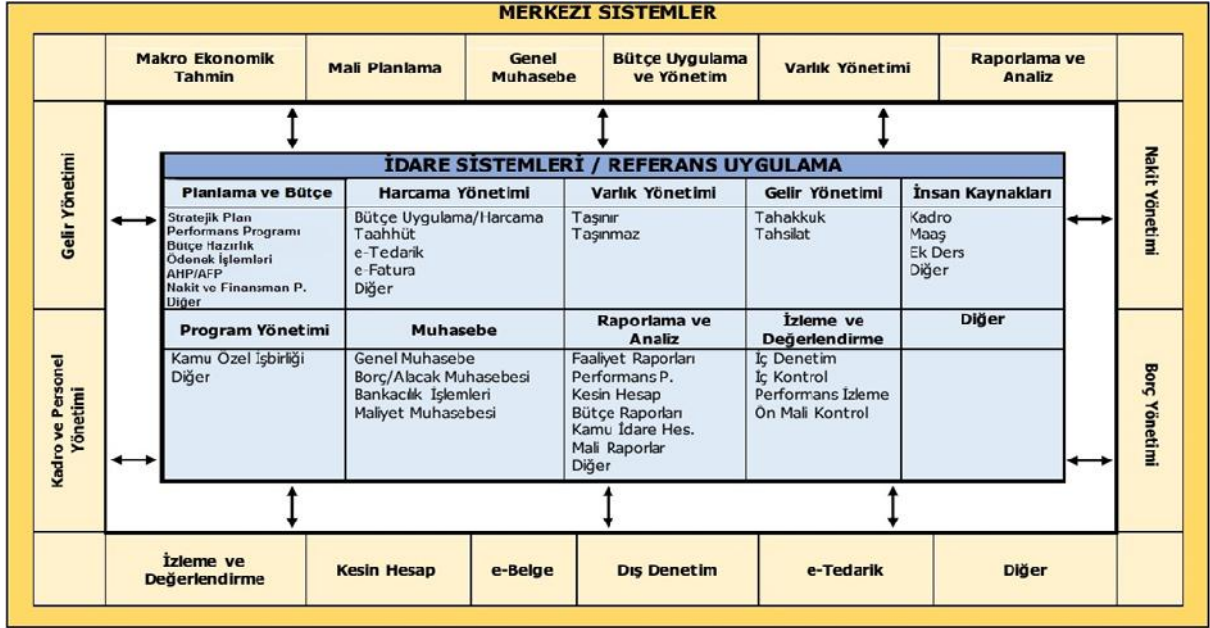 MERKEZİ SİSTEMLER
Makro Ekonomik
Tahmin
Mali Planlama
Genel
Muhasebe
Bütçe Uygulama
ve Yönetim
Varlık Yönetimi
Raporlama ve
Analiz
Gelir Yönetimi
Kadro ve Personel
Yönetimi
İDARE SİSTEMLERİ / REFERANS UYGULAMA
Planlama ve Bütçe
Stratejik Plan
Performans Programı
Bütçe Hazırlık
Ödenek İşlemleri
AHP/AFP
Nakit ve Finansman P.
Diğer
Harcama Yönetimi
Bütçe Uygulama/Harcama
Taahhüt
e-Tedarik
e-Fatura
Diğer
Varlık Yönetimi
Taşınır
Taşınmaz
Gelir Yönetimi
Tahakkuk
Tahsilat
İnsan Kaynakları
Kadro
Maaş
Ek Ders
Diğer
Program Yönetimi
Kamu Özel İşbirliği
Diğer
Muhasebe
Genel Muhasebe
Borç/Alacak Muhasebesi
Bankacılık İşlemleri
Maliyet Muhasebesi
Raporlama ve
Analiz
Faaliyet Raporları
Performans P.
Kesin Hesap
Bütçe Raporları
Kamu İdare Hes.
Mali Raporlar
Diğer
İzleme ve
Değerlendirme
İç Denetim
İç Kontrol
Performans İzleme
Ön Mali Kontrol
Diğer
Nakit Yönetimi
Borç Yönetimi
İzleme ve
Değerlendirme
Kesin Hesap
e-Belge
Dış Denetim
e-Tedarik
Diğer